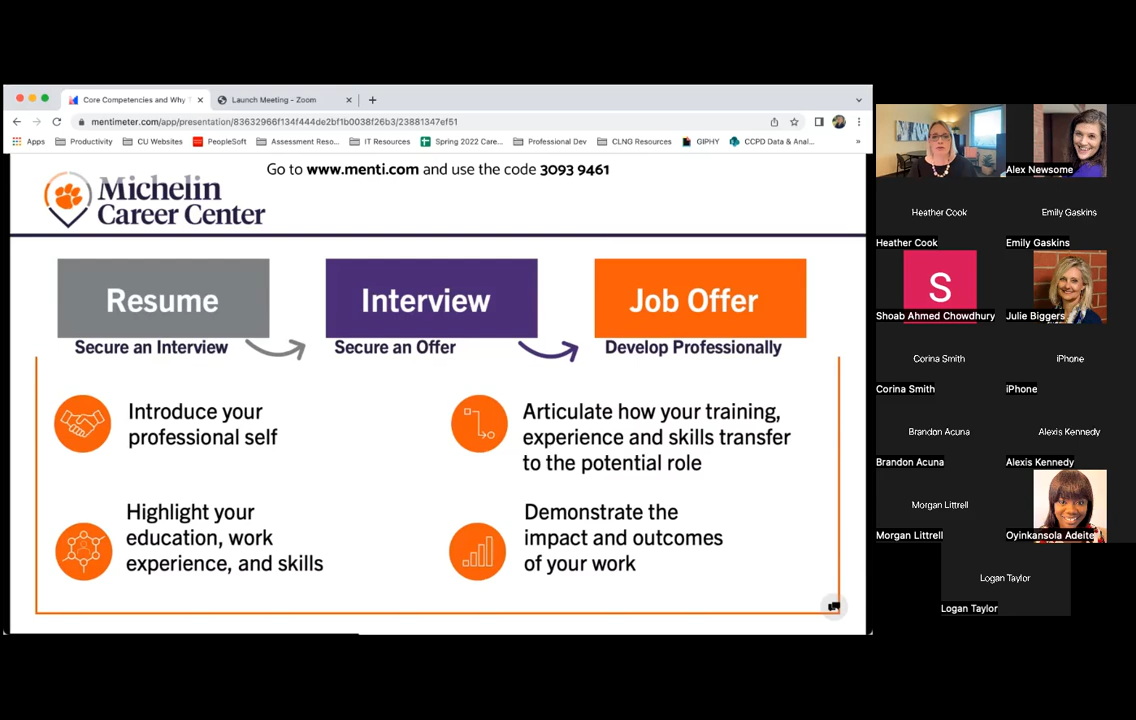 Core Competencies and Why
Launch Meeting - Zoom
mentimeter.com/app/presentation/83632966f134f444de2bf1b0038f26b3/23881347ef51
Apps
Productivity
CU Websites
PeopleSoft
Assessment Reso...
IT Resources
Spring 2022 Care...
Professional Dev
CLNG Resources
GIPHY
CCPD Data & Anal...
»
Go to www.menti.com and use the code 3093 9461
Michelin
Career Center
Resume
Interview
Job Offer
Secure an Interview
Secure an Offer
Develop Professionally
Introduce your
professional self
Articulate how your training,
experience and skills transfer
to the potential role
Highlight your
education, work
experience, and skills
Demonstrate the
impact and outcomes
of your work
Alex Newsome
Heather Cook
Emily Gaskins
Heather Cook
Emily Gaskins
S
Shoab Ahmed Chowdhury
Julie Biggers
Corina Smith
iPhone
Corina Smith
iPhone
Brandon Acuna
Alexis Kennedy
Brandon Acuna
Alexis Kennedy
Morgan Littrell
Morgan Littrell
Oyinkansola Adeite
Logan Taylor
Logan Taylor